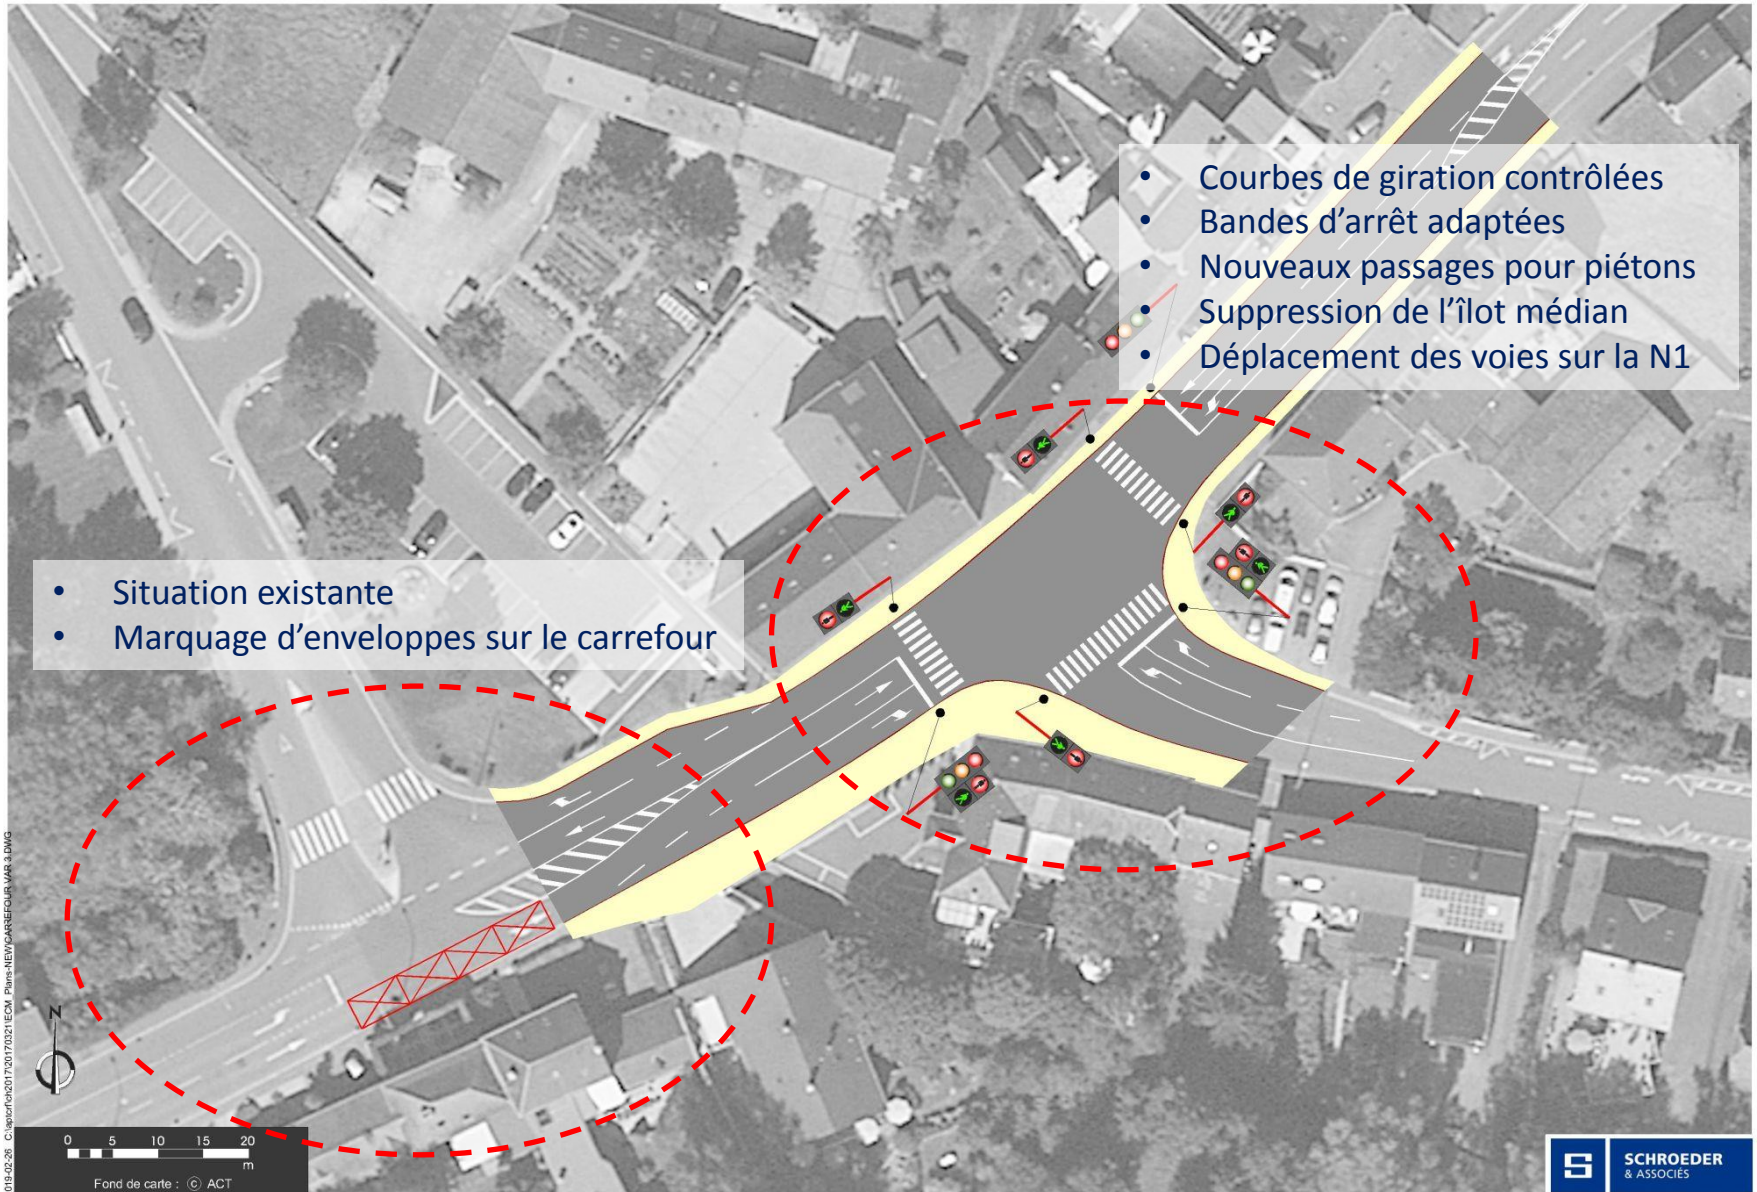 • Courbes de giration contrôlées
• Bandes d’arrêt adaptées
• Nouveaux passages pour piétons
• Suppression de l’îlot médian
• Déplacement des voies sur la N1
• Situation existante
• Marquage d’enveloppes sur le carrefour
N
0 5 10 15 20
m
Fond de carte : © ACT
SCHROEDER
& ASSOCIÉS